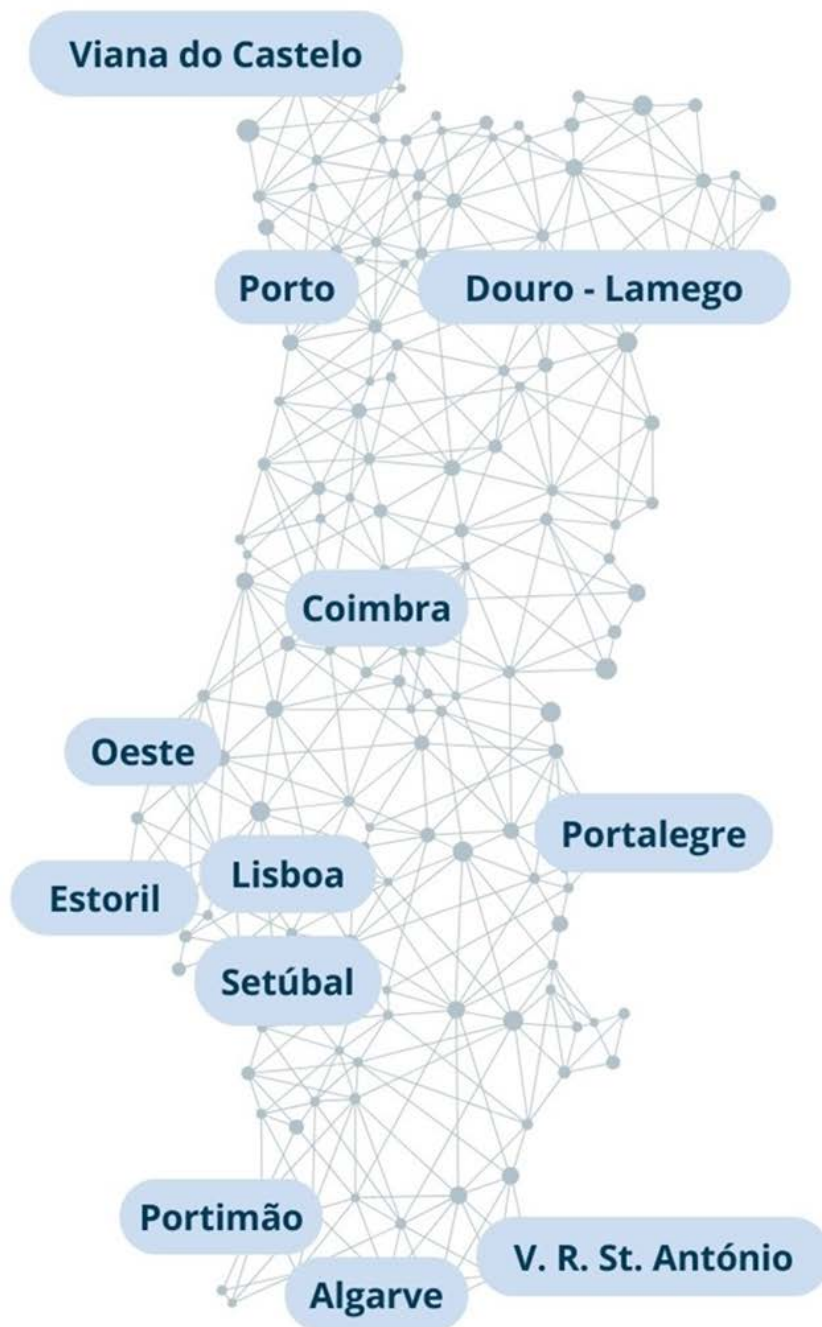 Viana do Castelo
Porto
Douro - Lamego
Coimbra
Oeste
Portalegre
Lisboa
Estoril
Setúbal
Portimão
V. R. St. António
Algarve